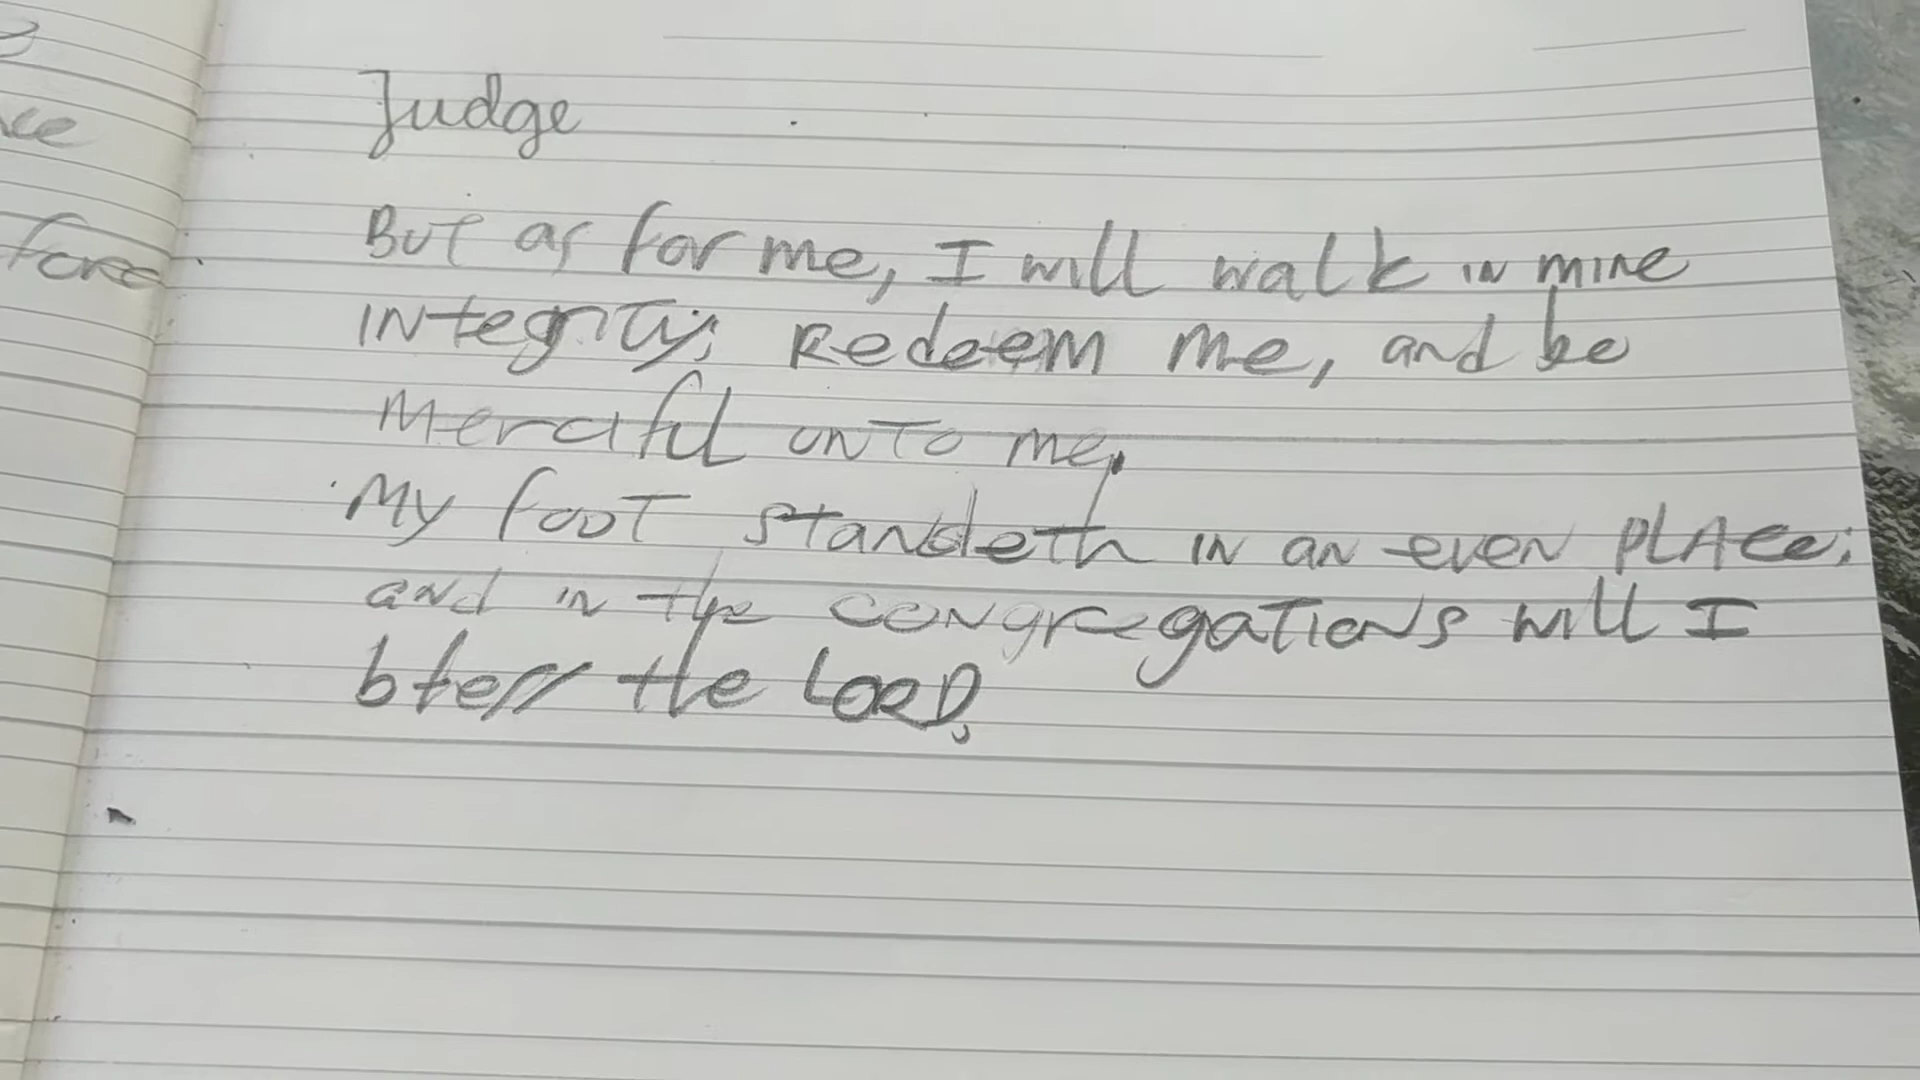 Judge
But as for me, I will walk in mine
integrity; Redeem me, and be
merciful unto me.
My foot standeth in an even PLACe:
and in the congregations will I
bless the LORD.